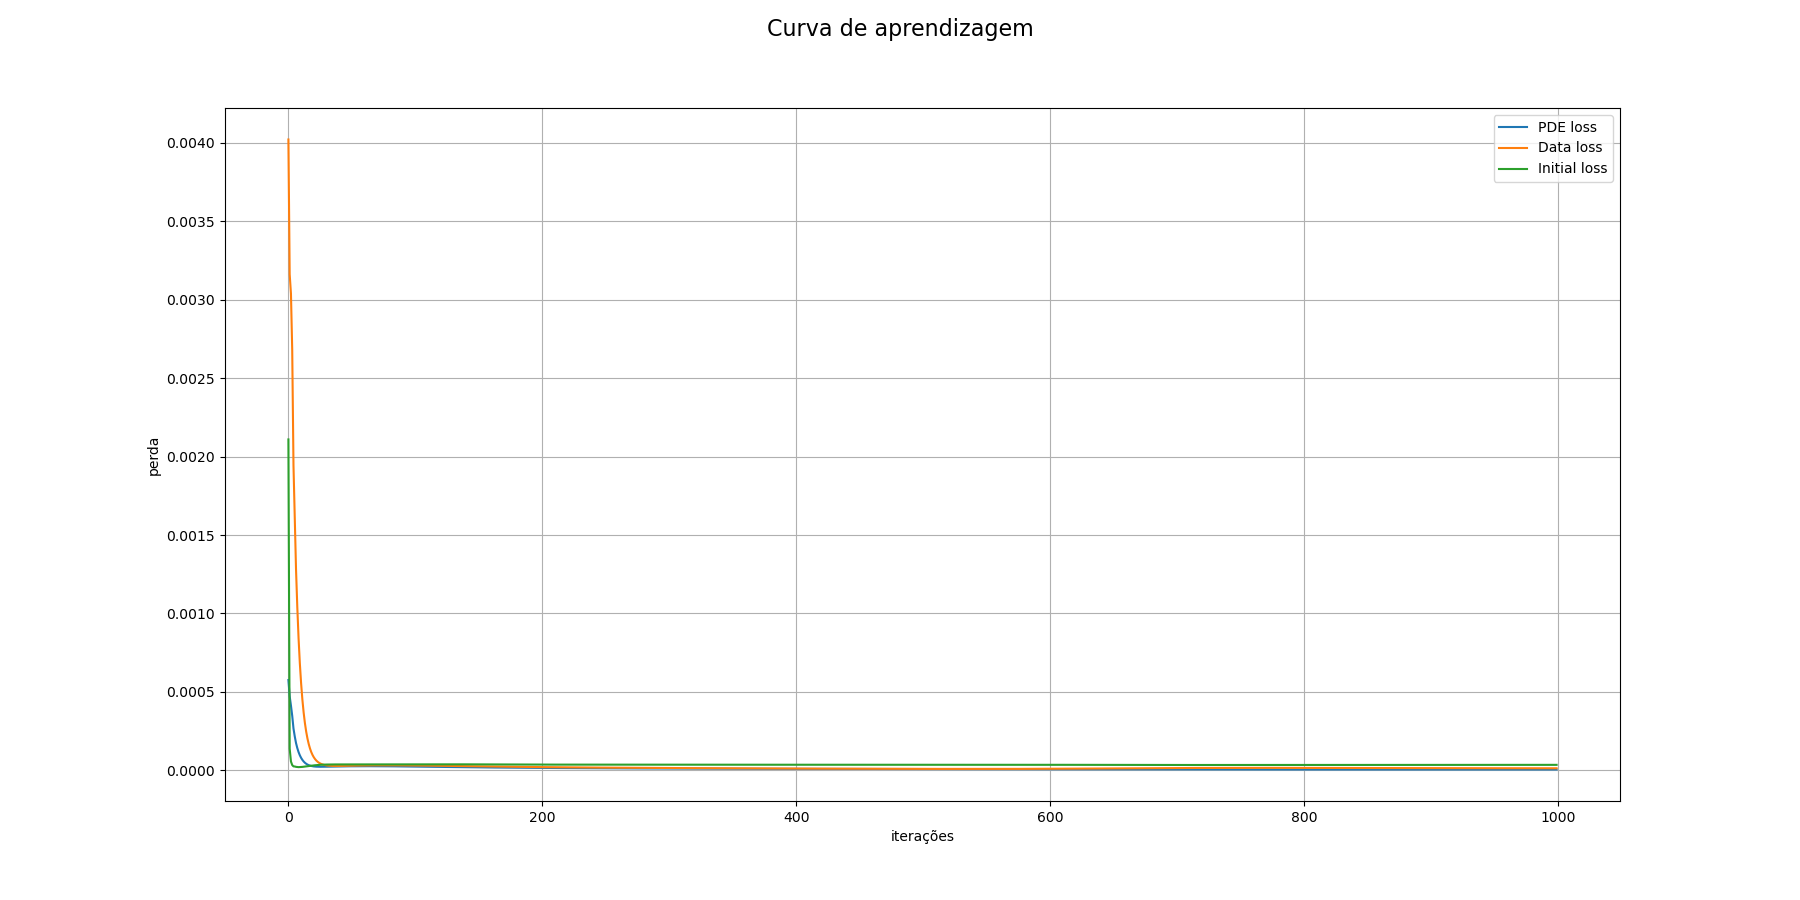 Curva de aprendizagem
PDE loss
Data loss
Initial loss
perda
0.0040
0.0035
0.0030
0.0025
0.0020
0.0015
0.0010
0.0005
0.0000
0 200 400 600 800 1000
iterações